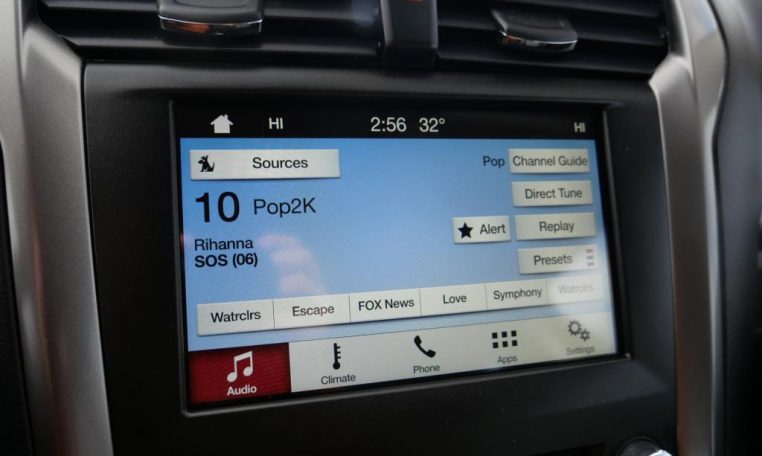 HI 2:56 32° HI
Sources
Pop Channel Guide
10 Pop2K
Direct Tune
Alert Replay
Rihanna
SOS (06)
Presets
Watrclrs Escape FOX News Love Symphony Watrclrs
Audio Climate Phone Apps Settings